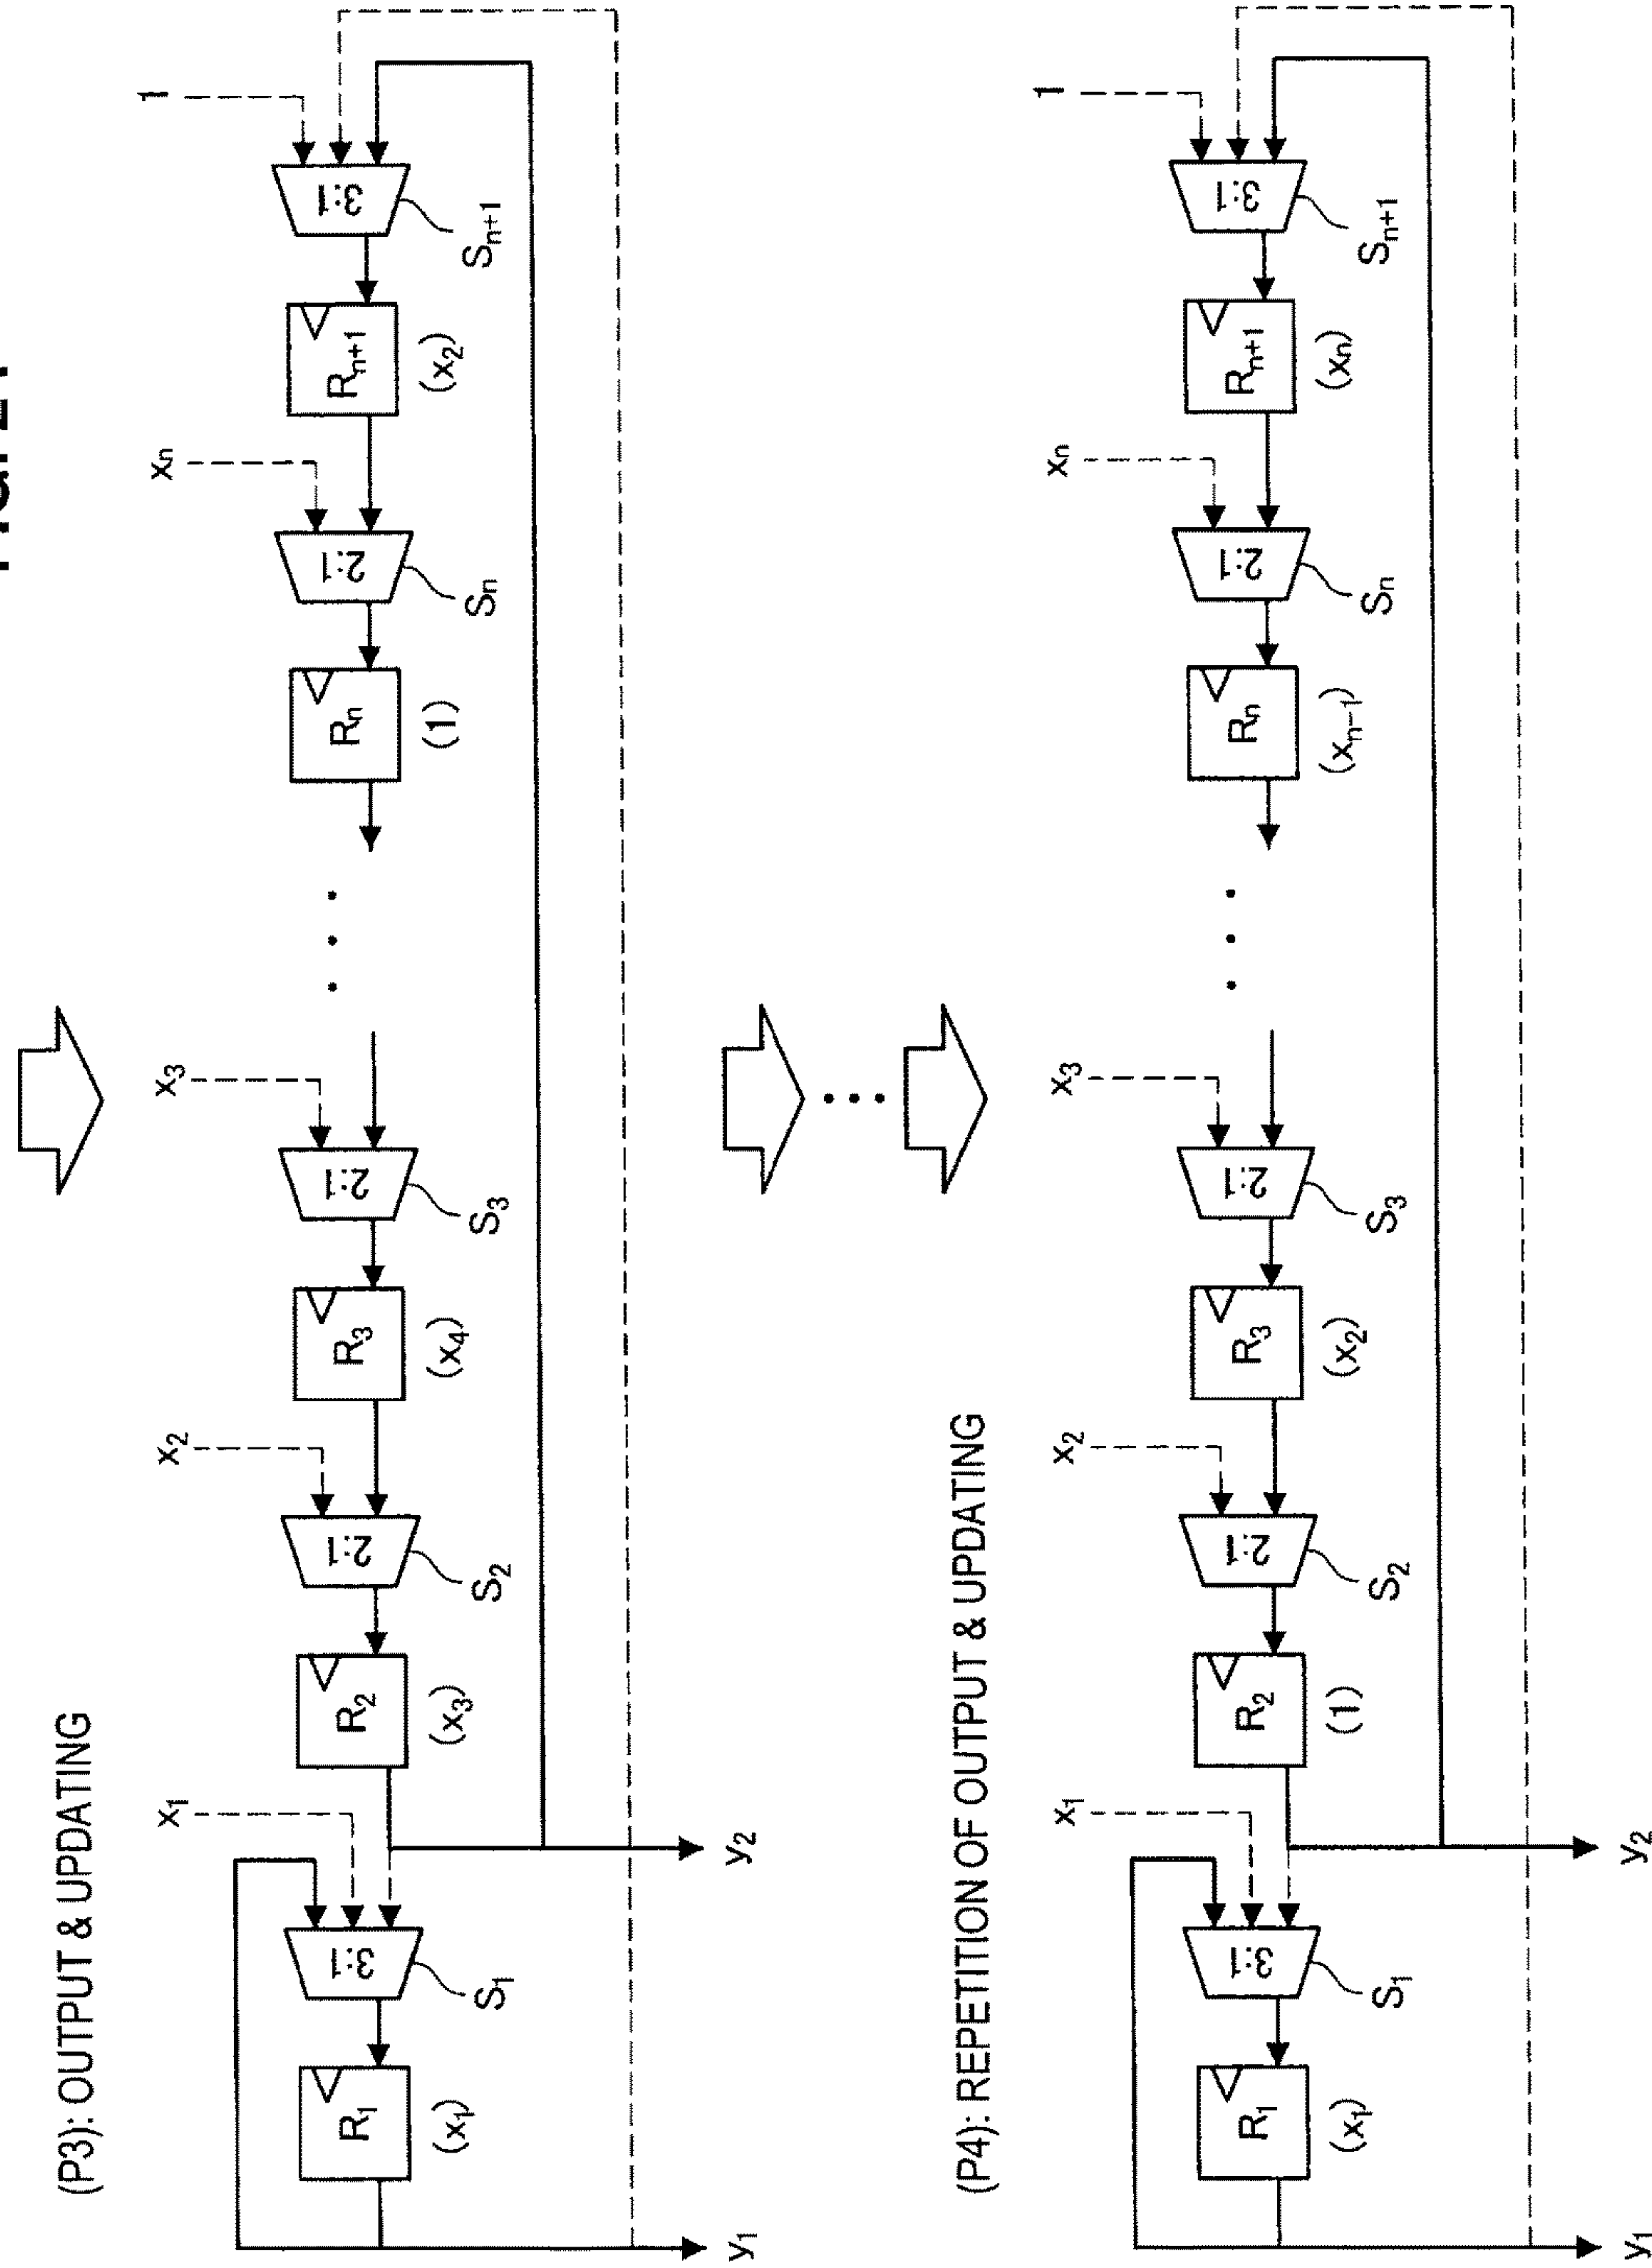 (P3): OUTPUT & UPDATING
x₁ x₂ x₃ xₙ 1
R₁ 3:1 R₂ 2:1 R₃ 2:1 . . . Rₙ 2:1 Rₙ₊₁ 3:1
(x₁) S₁ (x₃) S₂ (x₄) S₃ (1) Sₙ (x₂) Sₙ₊₁
y₁ y₂
(P4): REPETITION OF OUTPUT & UPDATING
x₁ x₂ x₃ xₙ 1
R₁ 3:1 R₂ 2:1 R₃ 2:1 . . . Rₙ 2:1 Rₙ₊₁ 3:1
(x₁) S₁ (1) S₂ (x₂) S₃ (xₙ₋₁) Sₙ (xₙ) Sₙ₊₁
y₁ y₂